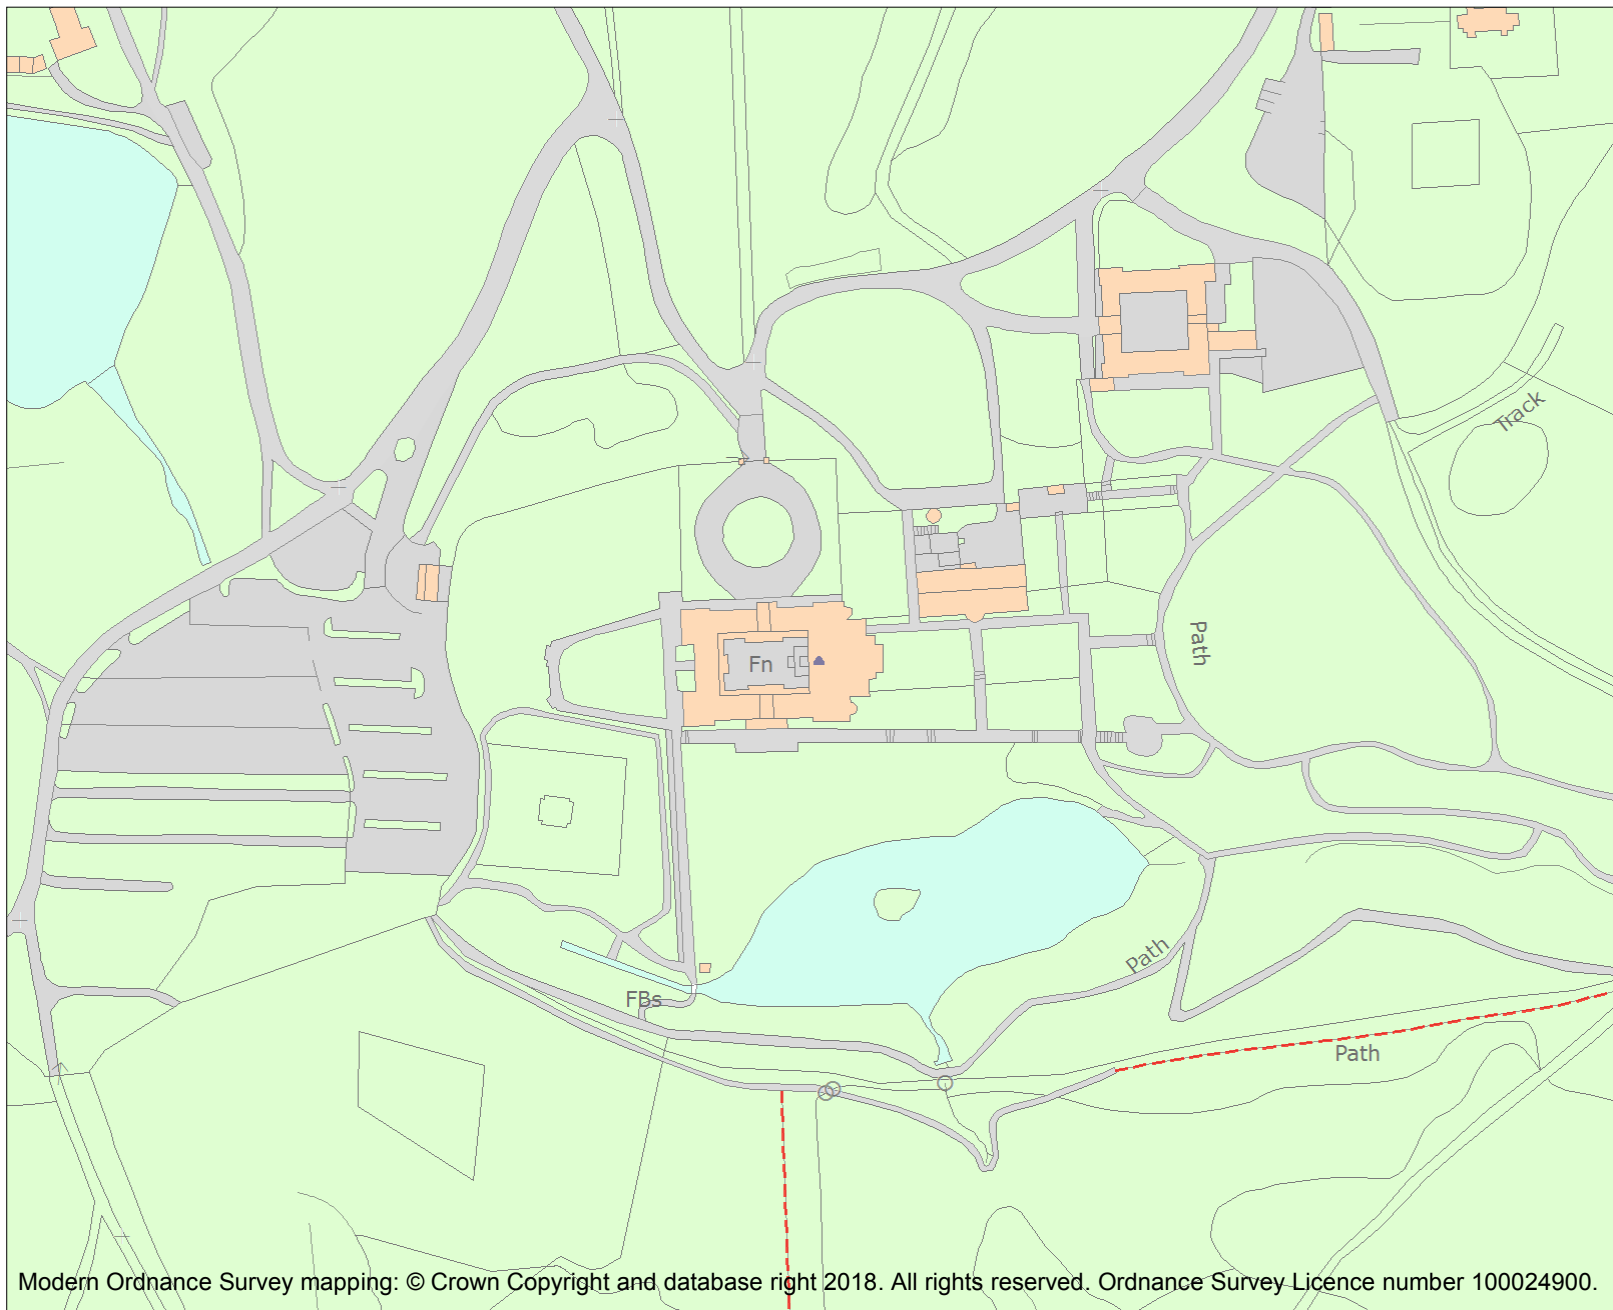 Track
Path
Fn
Path
FBs
Path
Modern Ordnance Survey mapping: © Crown Copyright and database right 2018. All rights reserved. Ordnance Survey Licence number 100024900.